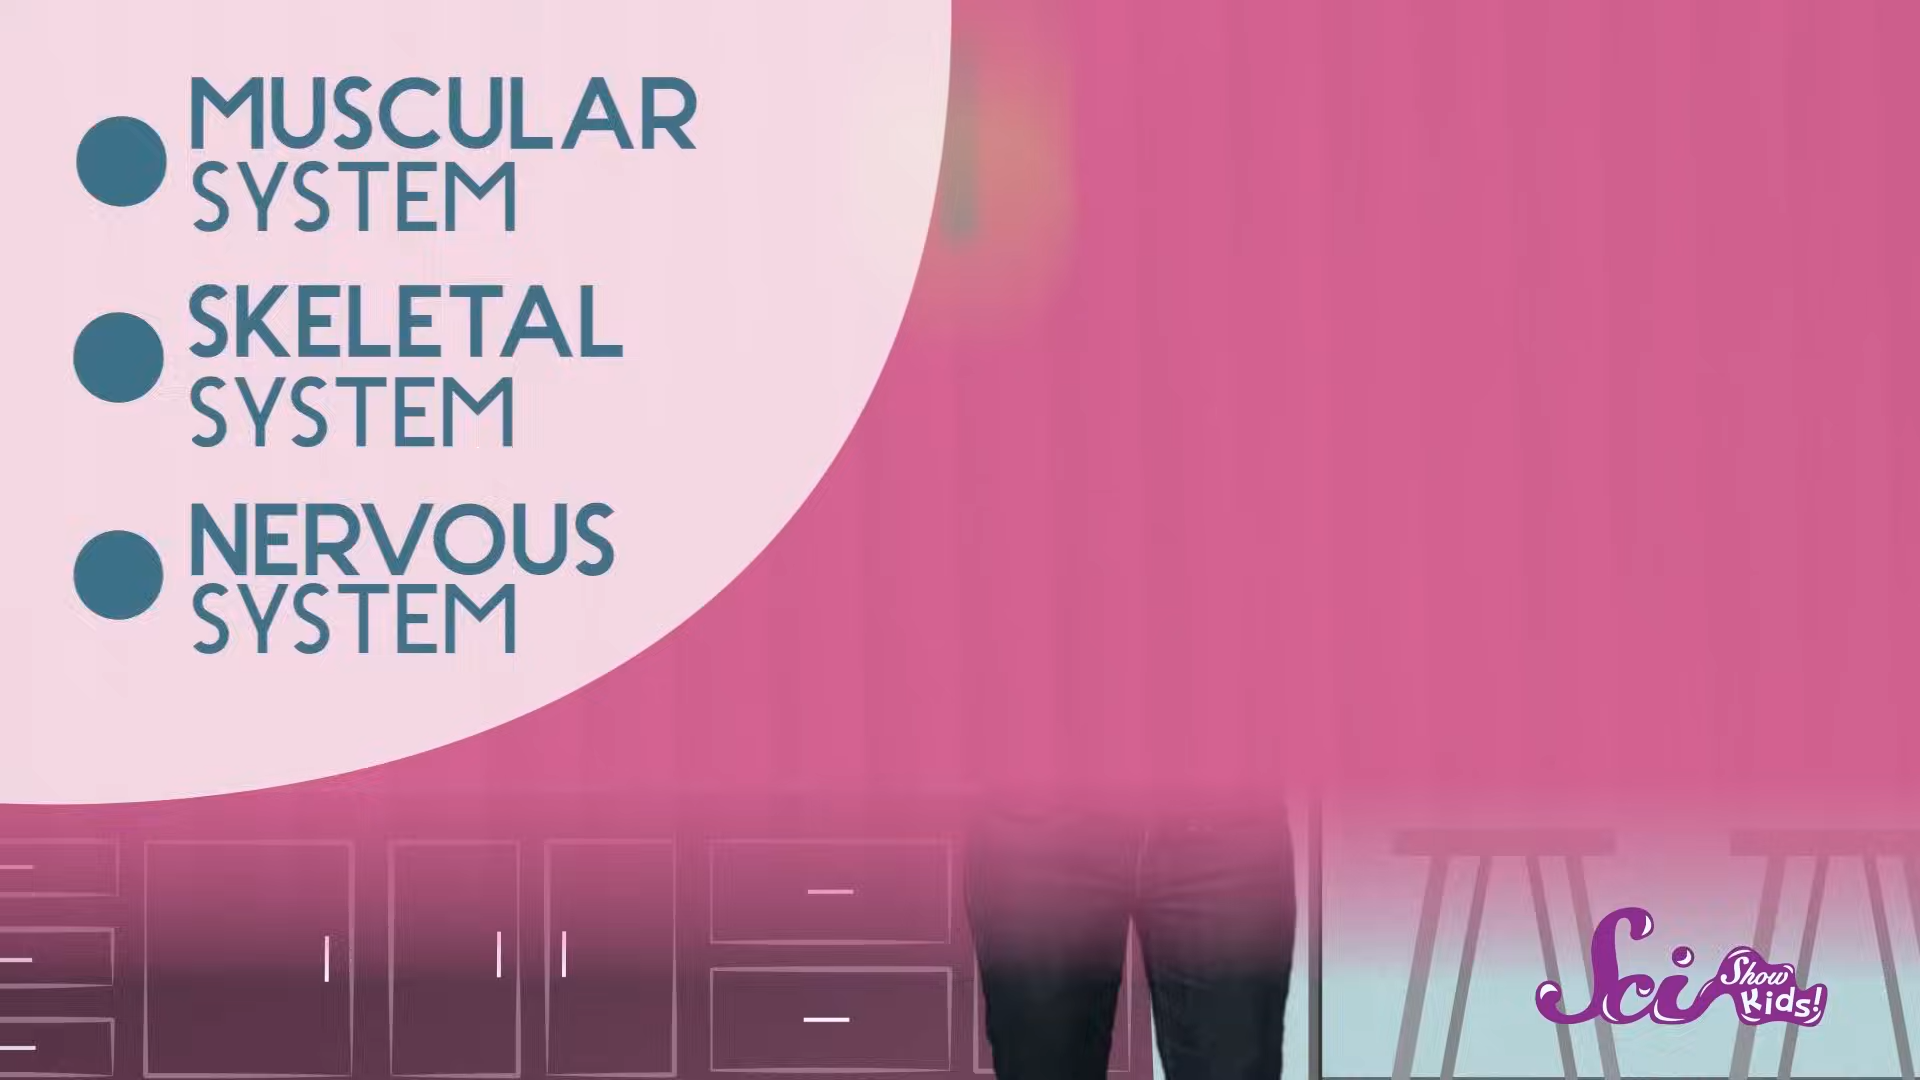 MUSCULAR
SYSTEM
SKELETAL
SYSTEM
NERVOUS
SYSTEM
Sci
Show
Kids!